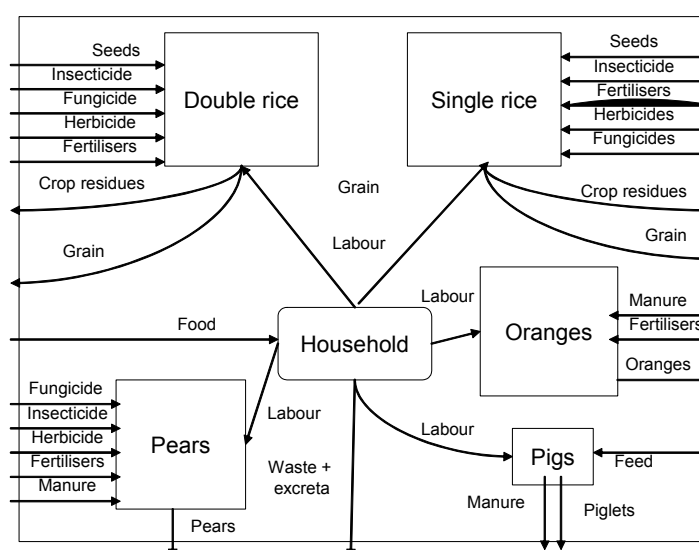 Seeds
Insecticide
Fungicide
Herbicide
Fertilisers
Double rice
Single rice
Seeds
Insecticide
Fertilisers
Herbicides
Fungicides
Crop residues
Grain
Grain
Labour
Crop residues
Grain
Food
Household
Labour
Oranges
Manure
Fertilisers
Oranges
Fungicide
Insecticide
Herbicide
Fertilisers
Manure
Pears
Labour
Waste +
excreta
Labour
Pigs
Feed
Manure
Piglets
Pears